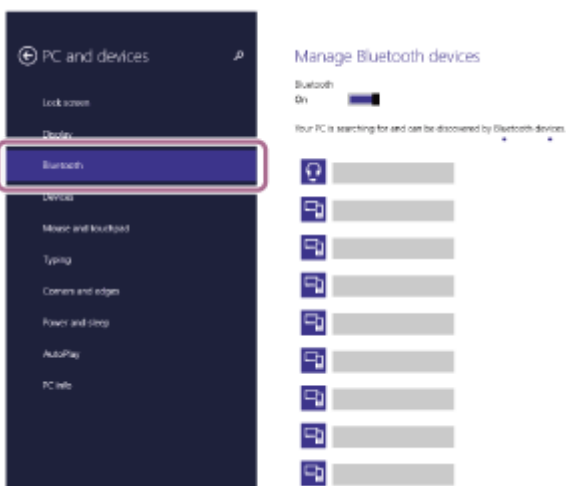 PC and devices
Lock screen
Display
Bluetooth
Devices
Mouse and touchpad
Typing
Corners and edges
Power and sleep
AutoPlay
PC info
Manage Bluetooth devices
Bluetooth
On
Your PC is searching for and can be discovered by Bluetooth devices.